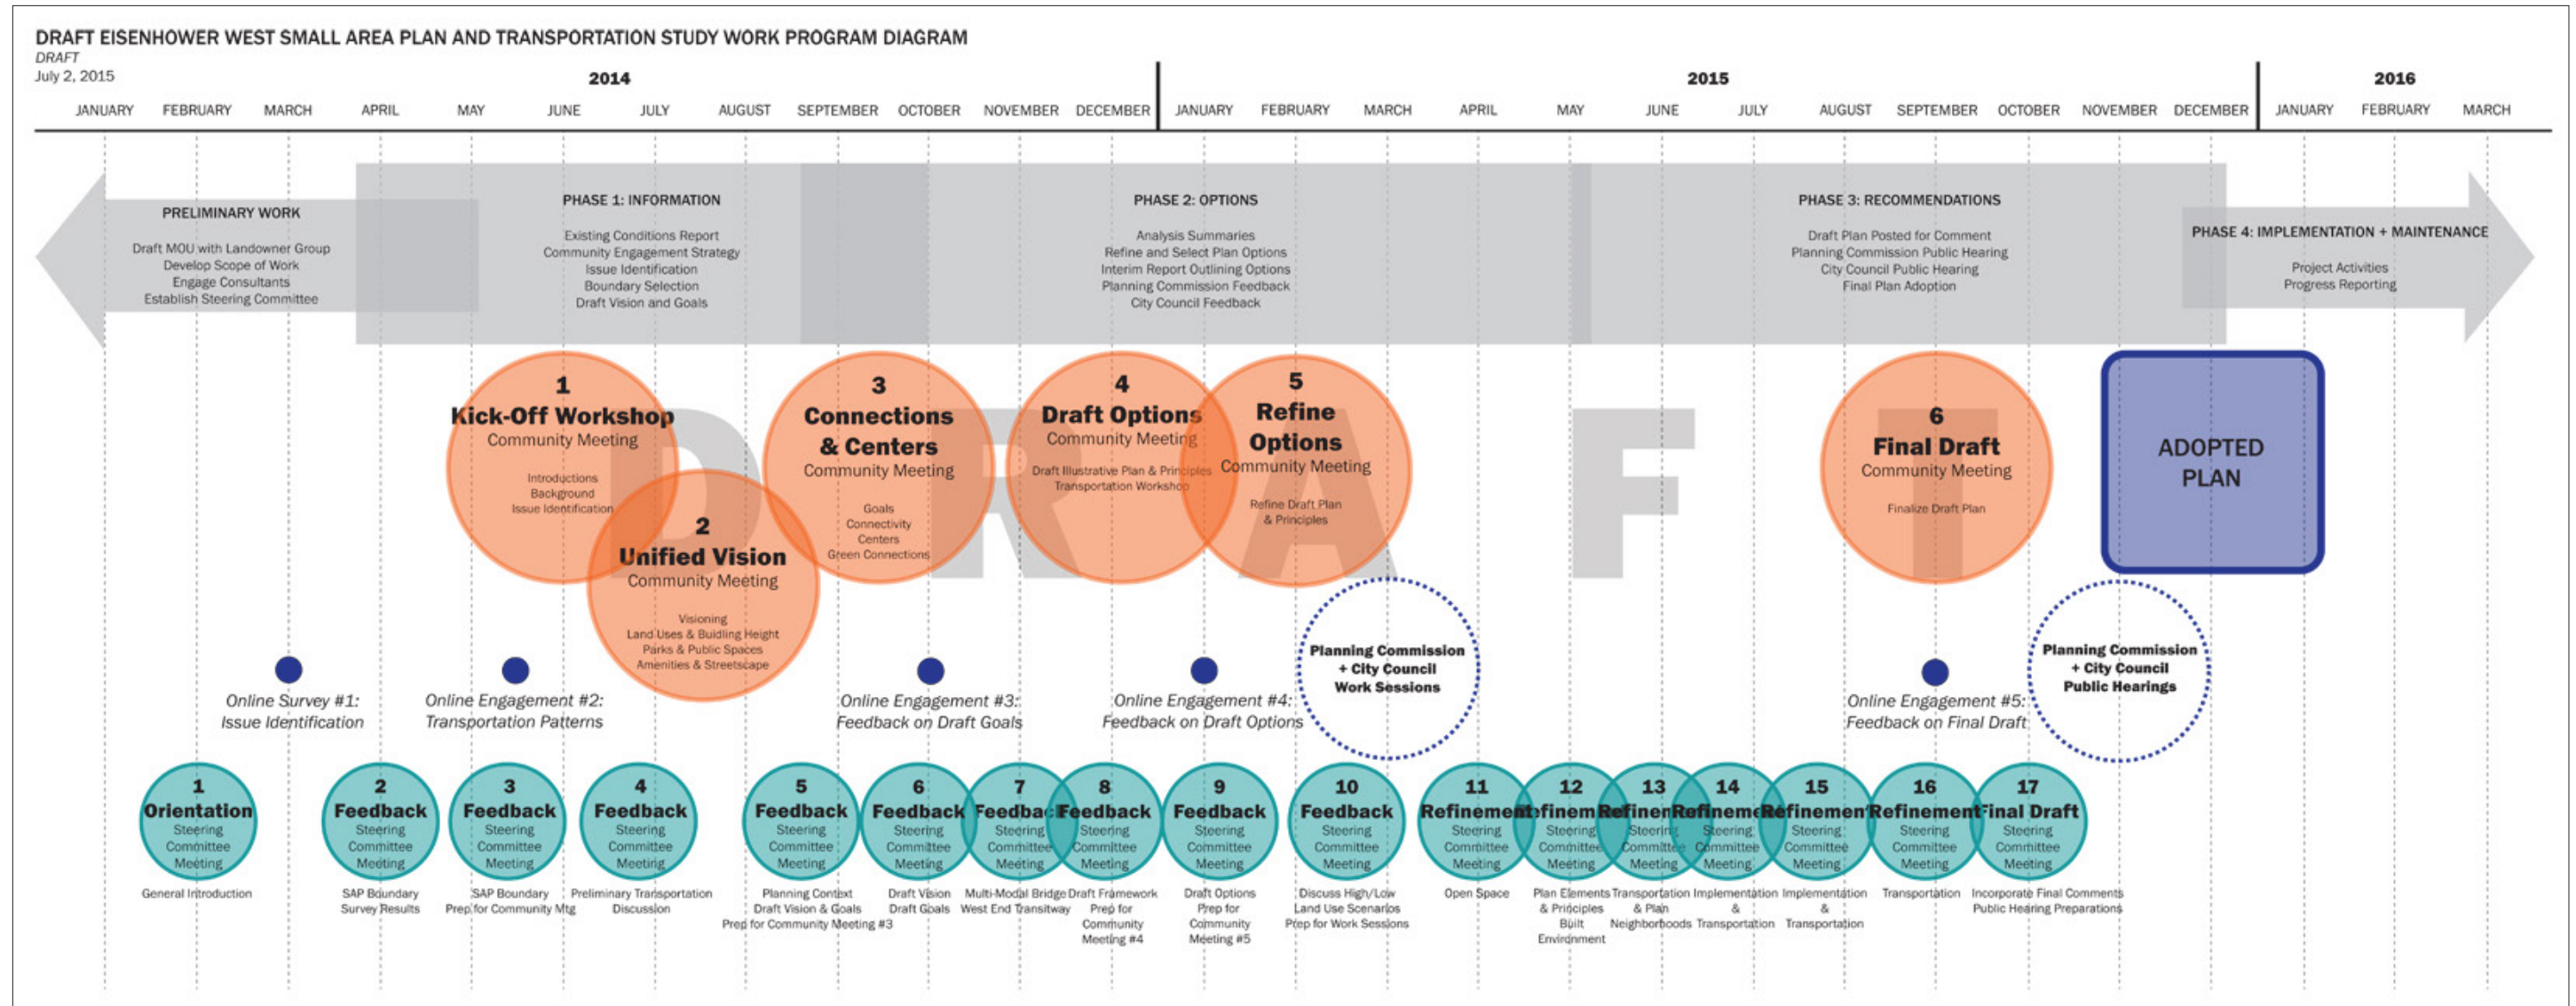 DRAFT EISENHOWER WEST SMALL AREA PLAN AND TRANSPORTATION STUDY WORK PROGRAM DIAGRAM
DRAFT
July 2, 2015
2014
2015
2016
JANUARY FEBRUARY MARCH APRIL MAY JUNE JULY AUGUST SEPTEMBER OCTOBER NOVEMBER DECEMBER JANUARY FEBRUARY MARCH APRIL MAY JUNE JULY AUGUST SEPTEMBER OCTOBER NOVEMBER DECEMBER JANUARY FEBRUARY MARCH
PRELIMINARY WORK
Draft MOU with Landowner Group
Develop Scope of Work
Engage Consultants
Establish Steering Committee
PHASE 1: INFORMATION
Existing Conditions Report
Community Engagement Strategy
Issue Identification
Boundary Selection
Draft Vision and Goals
PHASE 2: OPTIONS
Analysis Summaries
Refine and Select Plan Options
Interim Report Outlining Options
Planning Commission Feedback
City Council Feedback
PHASE 3: RECOMMENDATIONS
Draft Plan Posted for Comment
Planning Commission Public Hearing
City Council Public Hearing
Final Plan Adoption
PHASE 4: IMPLEMENTATION + MAINTENANCE
Project Activities
Progress Reporting
DRAFT
1
Kick-Off Workshop
Community Meeting
Introductions
Background
Issue Identification
2
Unified Vision
Community Meeting
Visioning
Land Uses & Buidling Height
Parks & Public Spaces
Amenities & Streetscape
3
Connections
& Centers
Community Meeting
Goals
Connectivity
Centers
Green Connections
4
Draft Options
Community Meeting
Draft Illustrative Plan & Principles
Transportation Workshop
5
Refine
Options
Community Meeting
Refine Draft Plan
& Principles
6
Final Draft
Community Meeting
Finalize Draft Plan
ADOPTED
PLAN
Online Survey #1:
Issue Identification
Online Engagement #2:
Transportation Patterns
Online Engagement #3:
Feedback on Draft Goals
Online Engagement #4:
Feedback on Draft Options
Planning Commission
+ City Council
Work Sessions
Online Engagement #5:
Feedback on Final Draft
Planning Commission
+ City Council
Public Hearings
1
Orientation
Steering
Committee
Meeting
General Introduction
2
Feedback
Steering
Committee
Meeting
SAP Boundary
Survey Results
3
Feedback
Steering
Committee
Meeting
SAP Boundary
Prep for Community Mtg
4
Feedback
Steering
Committee
Meeting
Preliminary Transportation
Discussion
5
Feedback
Steering
Committee
Meeting
Planning Context
Draft Vision & Goals
Prep for Community Meeting #3
6
Feedback
Steering
Committee
Meeting
Draft Vision
Draft Goals
7
Feedback
Steering
Committee
Meeting
Multi-Modal Bridge
West End Transitway
8
Feedback
Steering
Committee
Meeting
Draft Framework
Prep for
Community
Meeting #4
9
Feedback
Steering
Committee
Meeting
Draft Options
Prep for
Community
Meeting #5
10
Feedback
Steering
Committee
Meeting
Discuss High/Low
Land Use Scenarios
Prep for Work Sessions
11
Refinement
Steering
Committee
Meeting
Open Space
12
Refinement
Steering
Committee
Meeting
Plan Elements
& Principles
Built
Environment
13
Refinement
Steering
Committee
Meeting
Transportation
& Plan
Neighborhoods
14
Refinement
Steering
Committee
Meeting
Implementation
&
Transportation
15
Refinement
Steering
Committee
Meeting
Implementation
&
Transportation
16
Refinement
Steering
Committee
Meeting
Transportation
17
Final Draft
Steering
Committee
Meeting
Incorporate Final Comments
Public Hearing Preparations